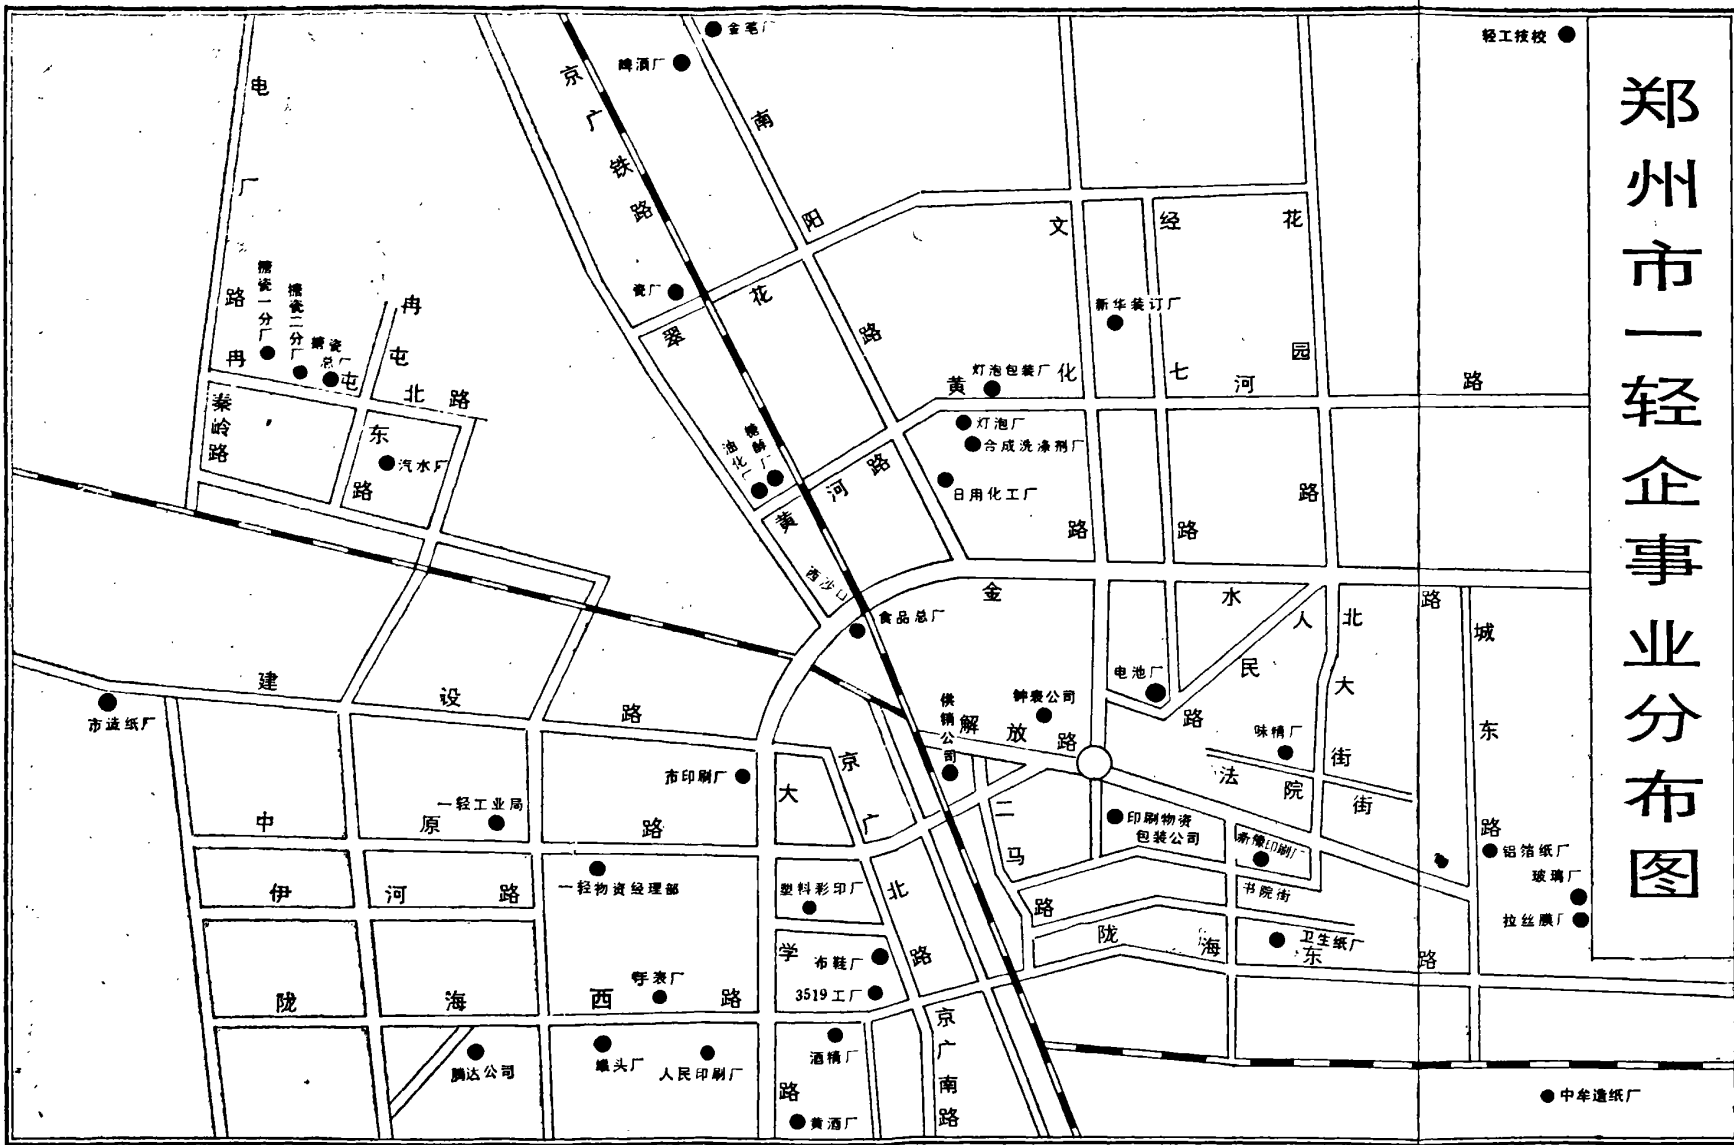 郑州市一轻企事业分布图
金笔厂
啤酒厂
轻工技校
京广铁路
电厂路
南阳路
翠花路
文化路
经七路
花园路
瓷厂
新华装订厂
搪瓷一分厂
搪瓷二分厂
搪瓷总厂
冉屯北路
冉屯东路
秦岭路
汽水厂
灯泡包装厂
黄河路
灯泡厂
合成洗涤剂厂
日用化工厂
油化厂
糖醛厂
黄河路
西沙口
金水路
食品总厂
人民路
北大街
城东路
电池厂
钟表公司
供销公司
解放路
味精厂
法院街
建设路
市造纸厂
市印刷厂
京广北路
大学路
一轻工业局
中原路
二马路
印刷物资
包装公司
新豫印刷厂
书院街
铝箔纸厂
玻璃厂
拉丝膜厂
一轻物资经理部
塑料彩印厂
伊河路
布鞋厂
3519工厂
手表厂
陇海西路
陇海东路
卫生纸厂
腾达公司
罐头厂
人民印刷厂
酒精厂
黄酒厂
京广南路
中牟造纸厂